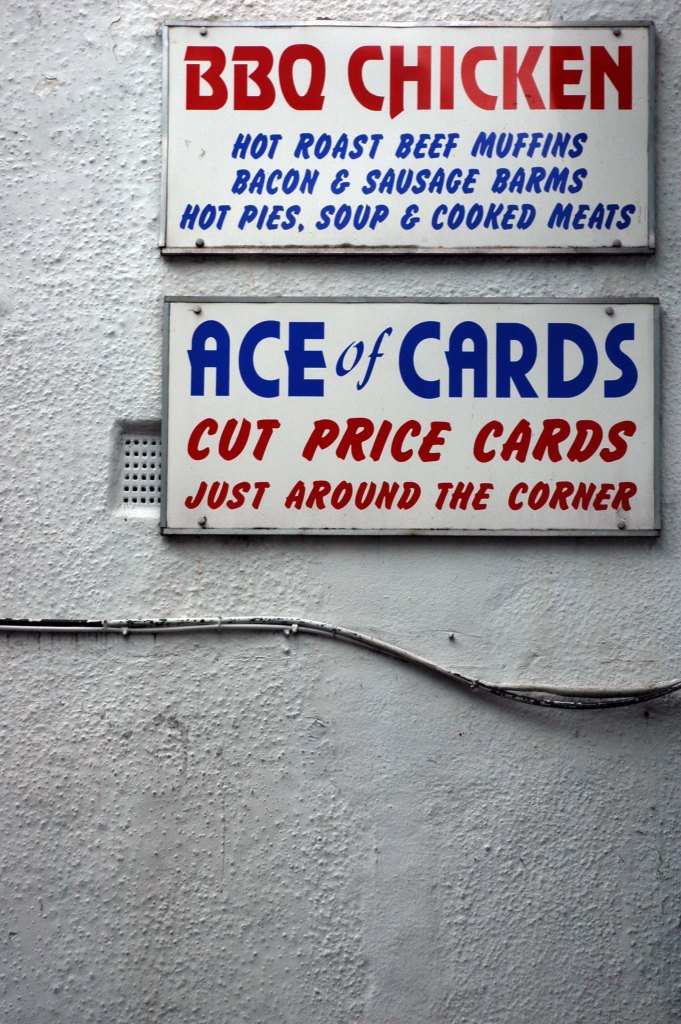 BBQ CHICKEN
HOT ROAST BEEF MUFFINS
BACON & SAUSAGE BARMS
HOT PIES, SOUP & COOKED MEATS
ACE of CARDS
CUT PRICE CARDS
JUST AROUND THE CORNER